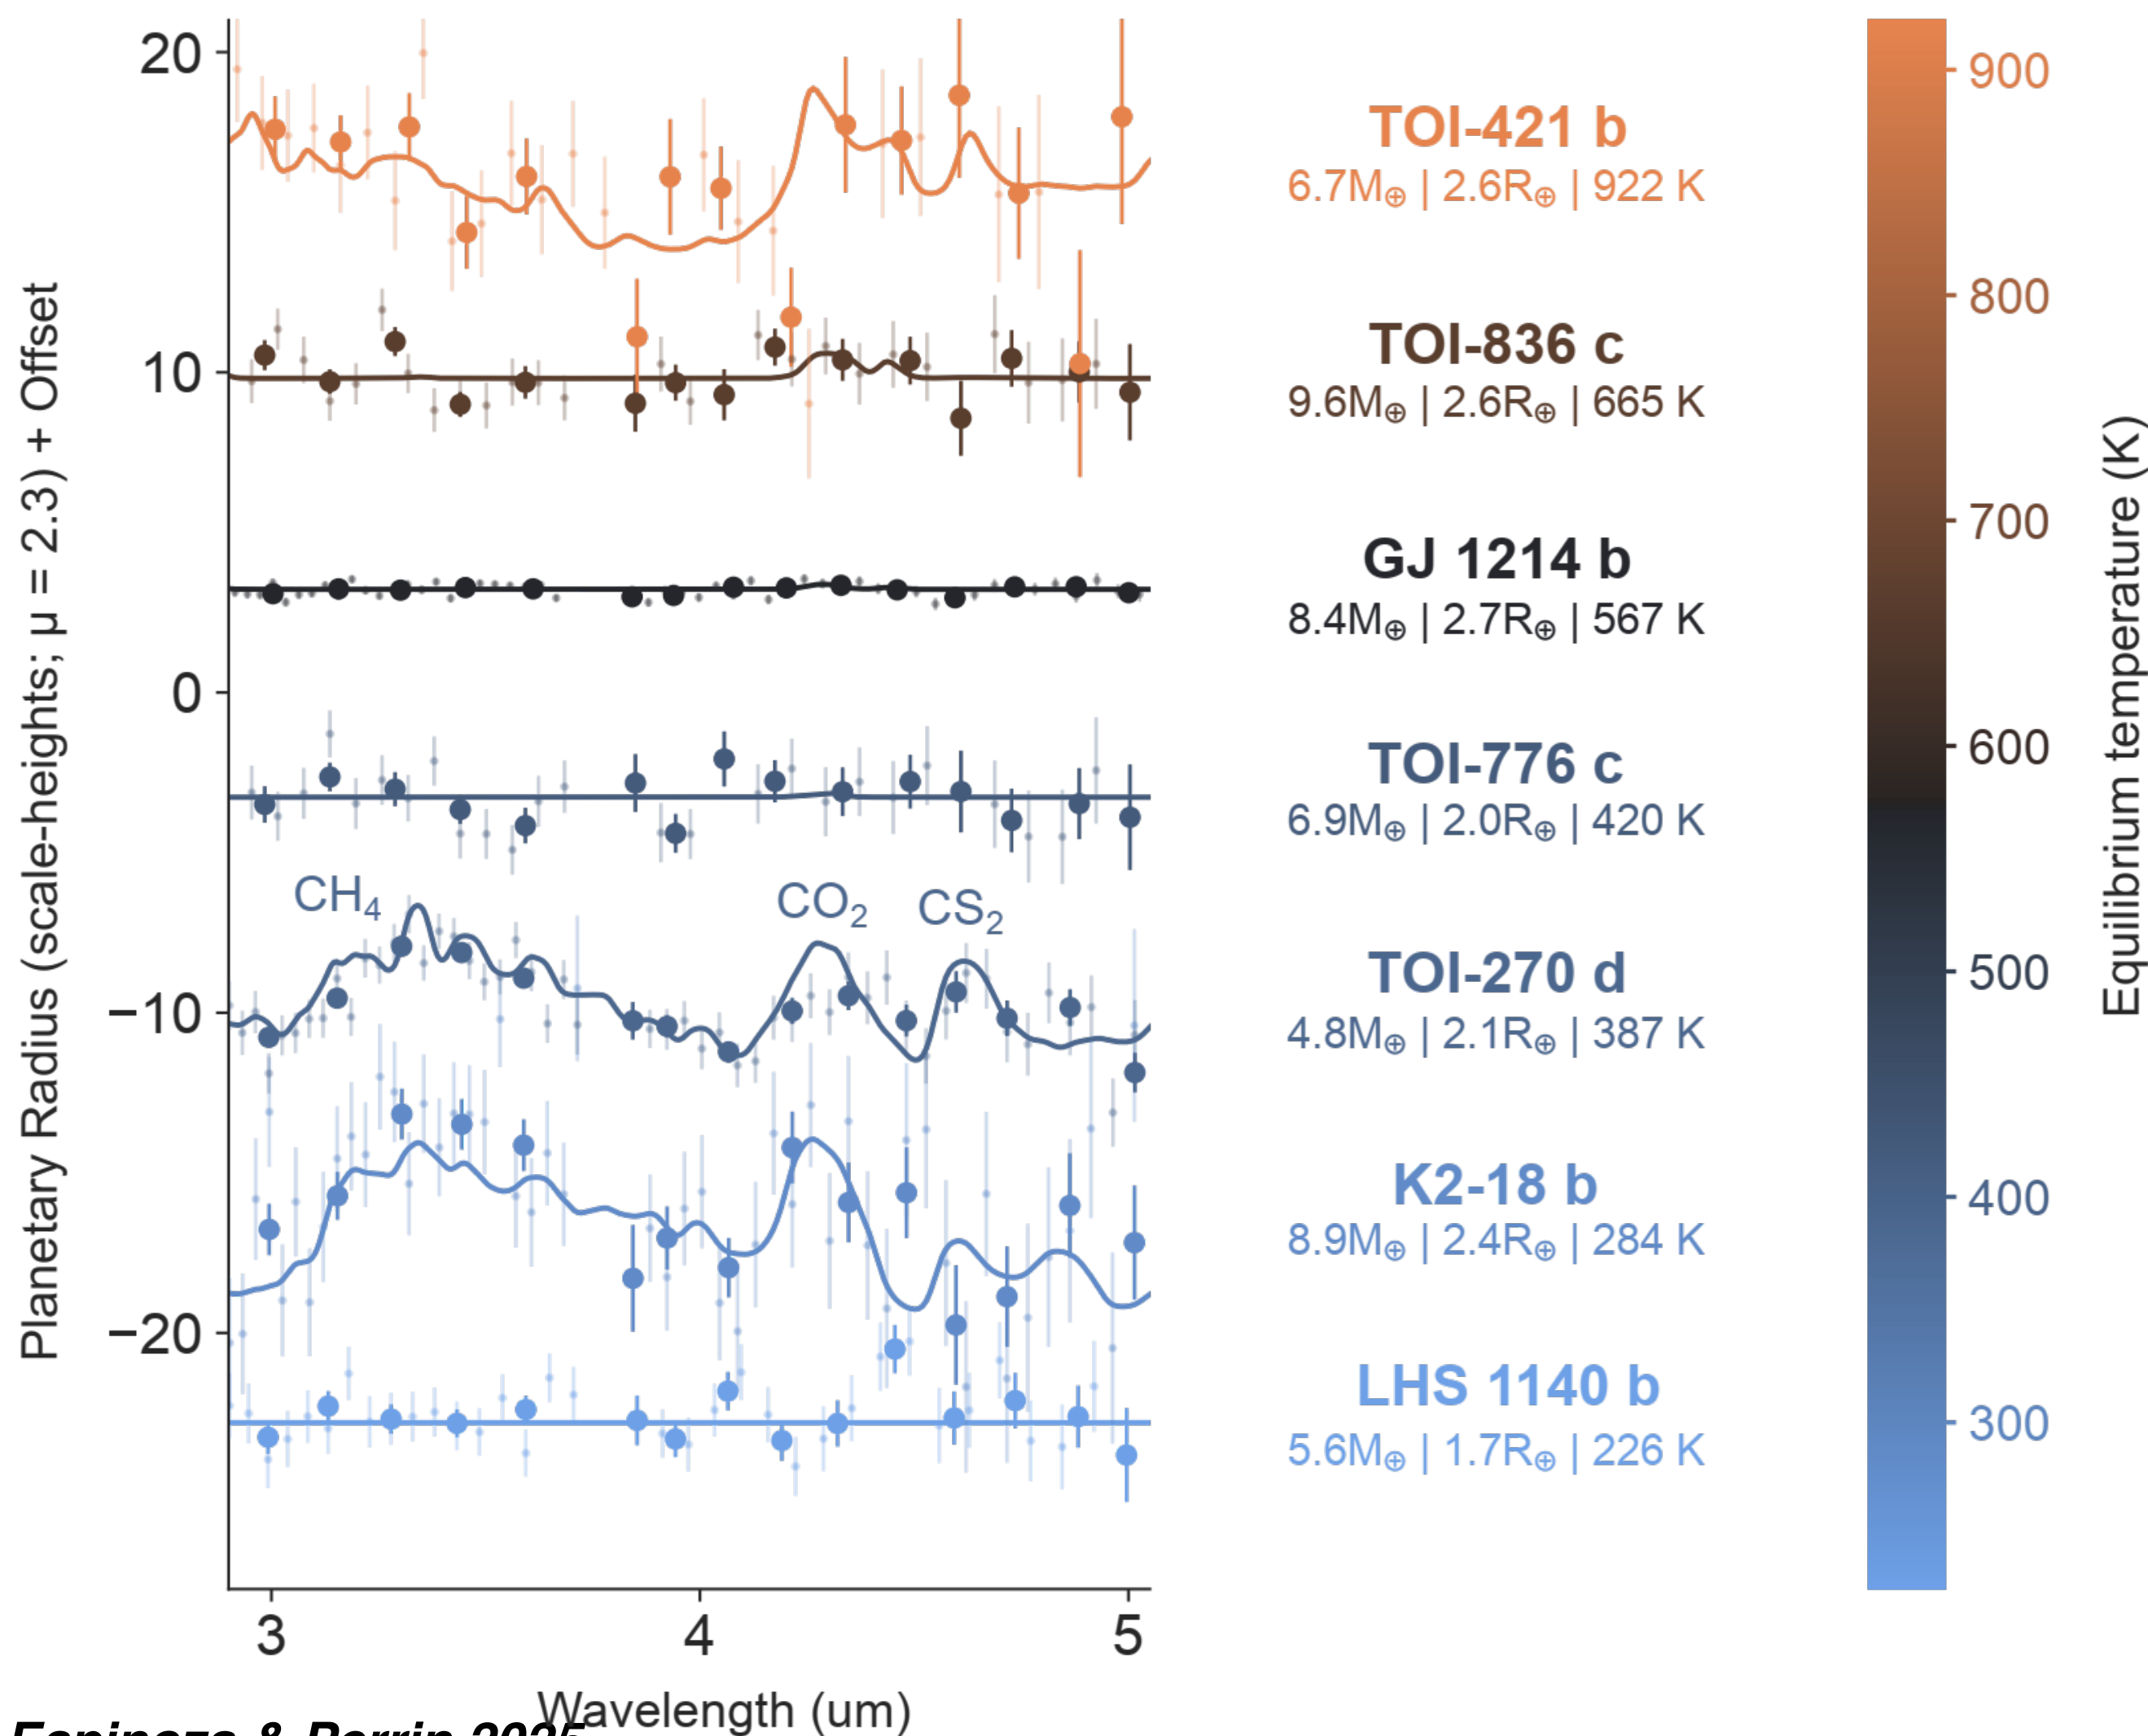 Planetary Radius (scale-heights; μ = 2.3) + Offset
20
10
0
−10
−20
CH₄
CO₂
CS₂
3
4
5
Wavelength (um)
TOI-421 b
6.7M⊕ | 2.6R⊕ | 922 K
TOI-836 c
9.6M⊕ | 2.6R⊕ | 665 K
GJ 1214 b
8.4M⊕ | 2.7R⊕ | 567 K
TOI-776 c
6.9M⊕ | 2.0R⊕ | 420 K
TOI-270 d
4.8M⊕ | 2.1R⊕ | 387 K
K2-18 b
8.9M⊕ | 2.4R⊕ | 284 K
LHS 1140 b
5.6M⊕ | 1.7R⊕ | 226 K
900
800
700
600
500
400
300
Equilibrium temperature (K)
Espinoza & Perrin 2025